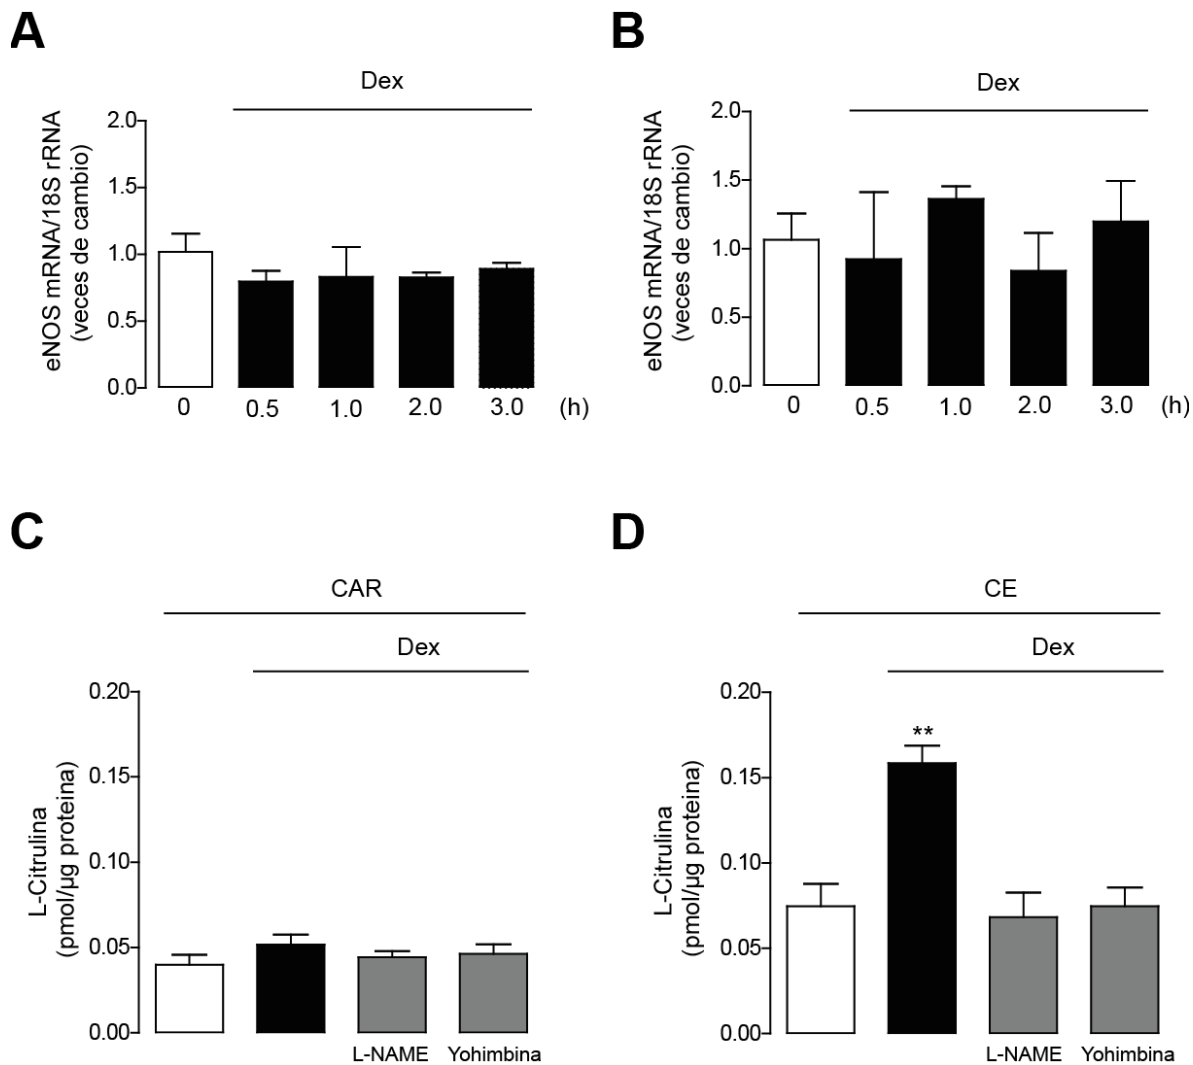 A
B
Dex
Dex
eNOS mRNA/18S rRNA
(veces de cambio)
2.0
1.5
1.0
0.5
0.0
0 0.5 1.0 2.0 3.0 (h)
eNOS mRNA/18S rRNA
(veces de cambio)
2.0
1.5
1.0
0.5
0.0
0 0.5 1.0 2.0 3.0 (h)
C
D
CAR
Dex
L-Citrulina
(pmol/µg proteina)
0.20
0.15
0.10
0.05
0.00
L-NAME Yohimbina
CE
Dex
**
L-Citrulina
(pmol/µg proteina)
0.20
0.15
0.10
0.05
0.00
L-NAME Yohimbina